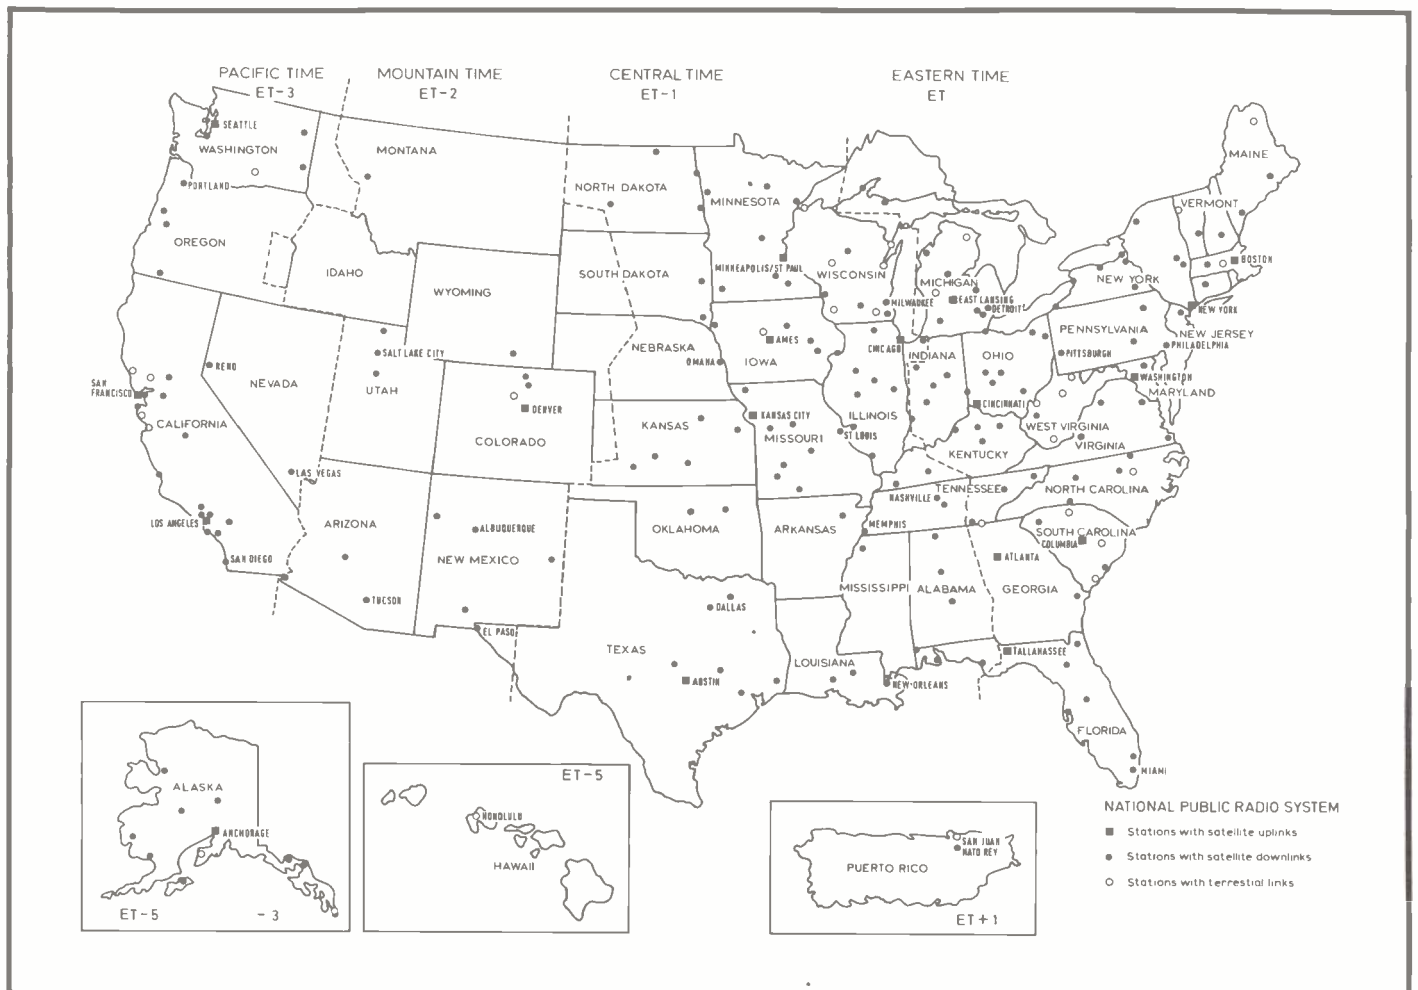 PACIFIC TIME
ET-3
MOUNTAIN TIME
ET-2
CENTRAL TIME
ET-1
EASTERN TIME
ET
SEATTLE
WASHINGTON
PORTLAND
OREGON
IDAHO
MONTANA
WYOMING
NORTH DAKOTA
SOUTH DAKOTA
MINNESOTA
MINNEAPOLIS/ST PAUL
WISCONSIN
MILWAUKEE
MICHIGAN
EAST LANSING
DETROIT
MAINE
VERMONT
BOSTON
NEW YORK
NEW YORK
PENNSYLVANIA
NEW JERSEY
PHILADELPHIA
PITTSBURGH
WASHINGTON
MARYLAND
RENO
NEVADA
SALT LAKE CITY
UTAH
SAN
FRANCISCO
CALIFORNIA
LAS VEGAS
LOS ANGELES
SAN DIEGO
DENVER
COLORADO
NEBRASKA
OMAHA
AMES
IOWA
CHICAGO
INDIANA
OHIO
CINCINNATI
ILLINOIS
KANSAS
KANSAS CITY
MISSOURI
ST LOUIS
WEST VIRGINIA
VIRGINIA
KENTUCKY
NASHVILLE
TENNESSEE
NORTH CAROLINA
ARIZONA
TUCSON
ALBUQUERQUE
NEW MEXICO
EL PASO
OKLAHOMA
ARKANSAS
MEMPHIS
SOUTH CAROLINA
COLUMBIA
ATLANTA
MISSISSIPPI
ALABAMA
GEORGIA
DALLAS
TEXAS
AUSTIN
LOUISIANA
NEW-ORLEANS
TALLAHASSEE
FLORIDA
MIAMI
ALASKA
ANCHORAGE
ET-5
- 3
ET-5
HONOLULU
HAWAII
SAN JUAN
HATO REY
PUERTO RICO
ET+1
NATIONAL PUBLIC RADIO SYSTEM
Stations with satellite uplinks
Stations with satellite downlinks
Stations with terrestial links